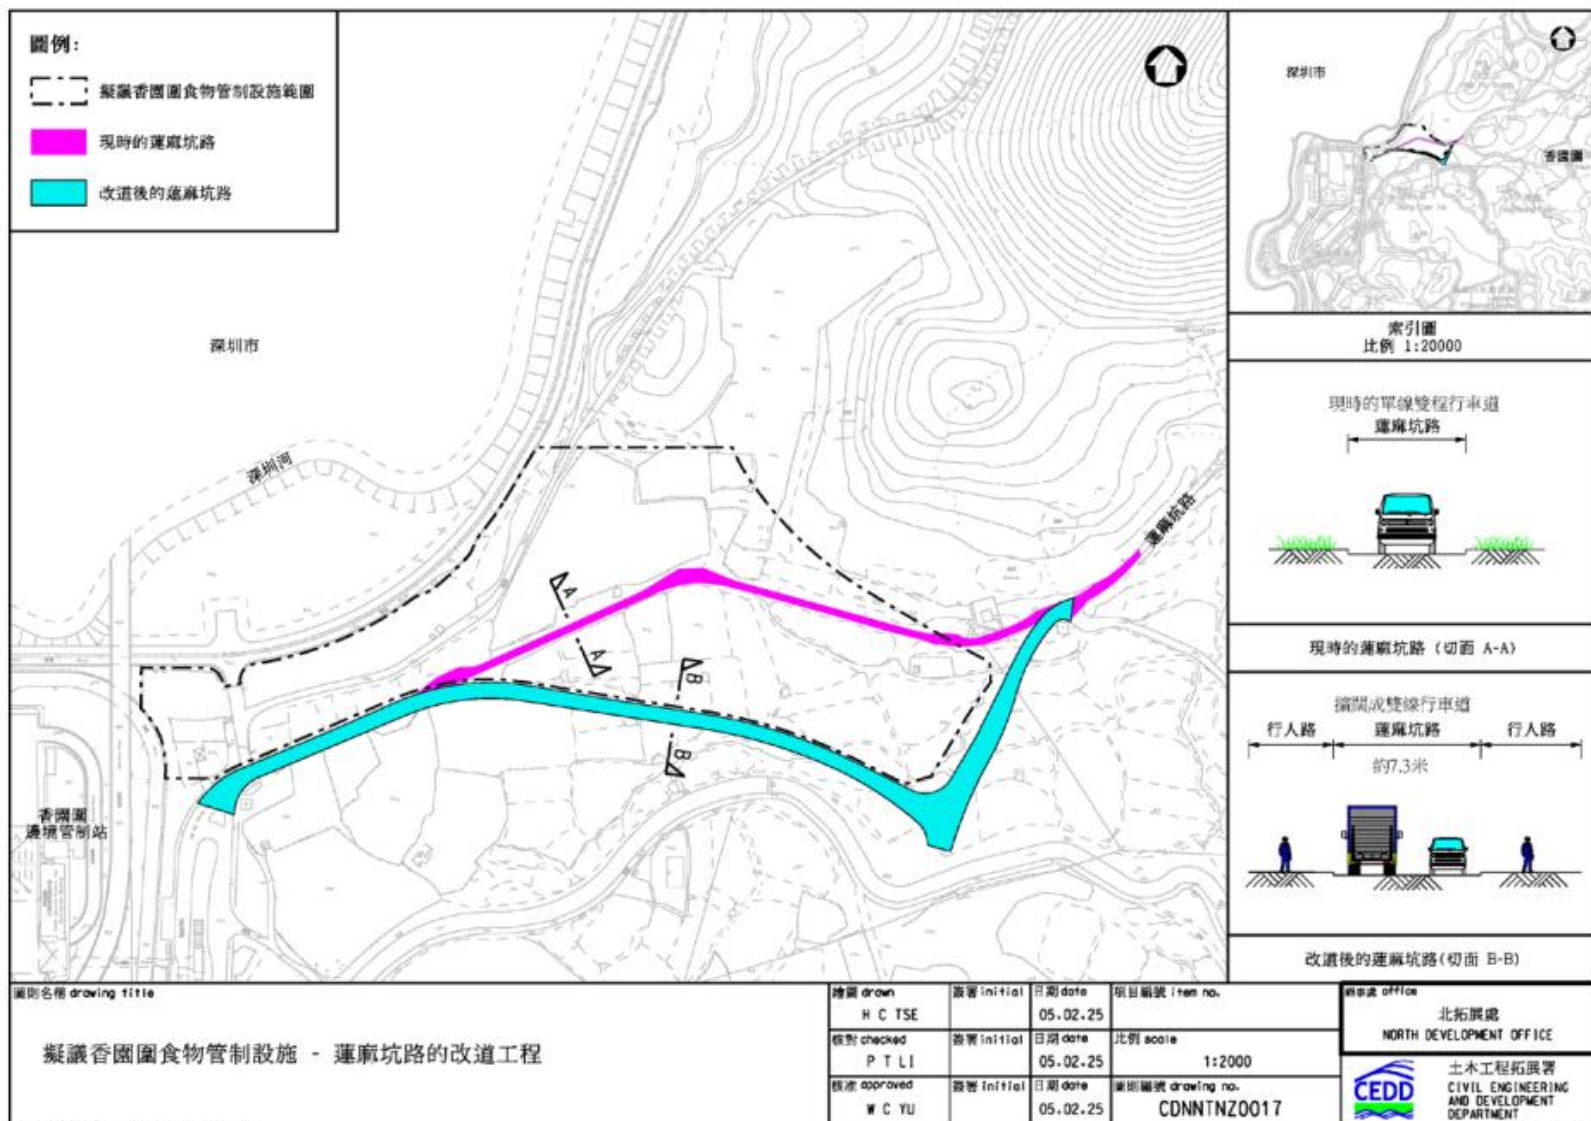 圖例:
擬議香園圍食物管制設施範圍
現時的蓮麻坑路
改道後的蓮麻坑路
深圳市
深圳河
蓮麻坑路
A
A
B
B
香園圍
邊境管制站
深圳市
香園圍
索引圖
比例 1:20000
現時的單線雙程行車道
蓮麻坑路
現時的蓮麻坑路 (切面 A-A)
擴闊成雙線行車道
行人路 蓮麻坑路 行人路
約7.3米
改道後的蓮麻坑路(切面 B-B)
圖則名稱 drawing title
擬議香園圍食物管制設施 - 蓮麻坑路的改道工程
繪圖 drawn
H C TSE
簽署 initial
日期 date
05.02.25
項目編號 item no.
核對 checked
P T LI
簽署 initial
日期 date
05.02.25
比例 scale
1:2000
核准 approved
W C YU
簽署 initial
日期 date
05.02.25
圖則編號 drawing no.
CDNNTNZ0017
辦事處 office
北拓展處
NORTH DEVELOPMENT OFFICE
CEDD
土木工程拓展署
CIVIL ENGINEERING
AND DEVELOPMENT
DEPARTMENT